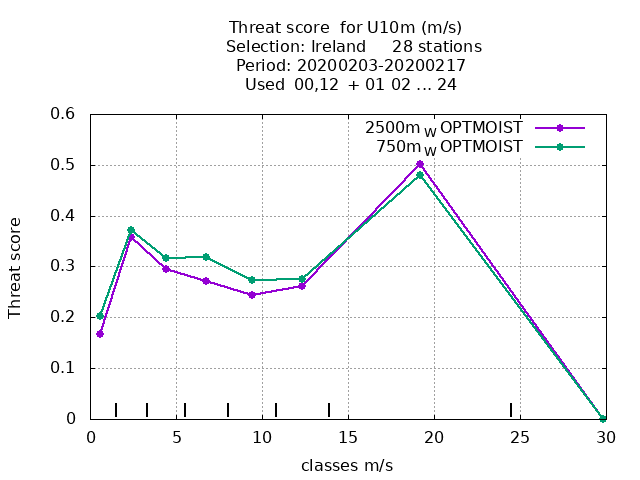 Threat score  for U10m (m/s)
Selection: Ireland     28 stations
Period: 20200203-20200217
Used  00,12  + 01 02 ... 24
2500m W OPTMOIST
750m W OPTMOIST
0.6
0.5
0.4
0.3
0.2
0.1
0
Threat score
0 5 10 15 20 25 30
classes m/s